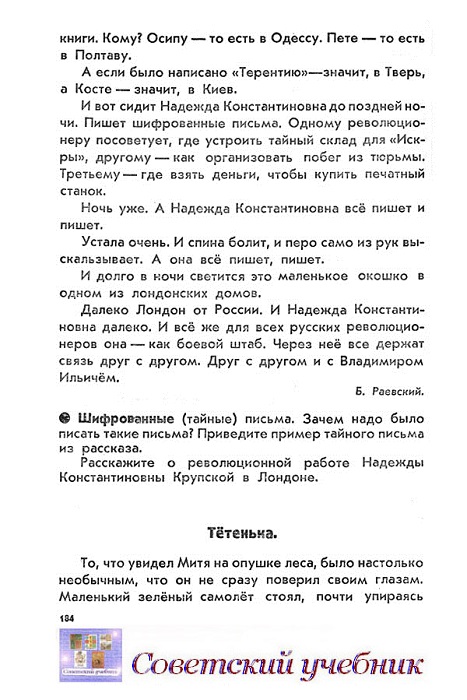 книги. Кому? Осипу — то есть в Одессу. Пете — то есть
в Полтаву.
А если было написано «Терентию»—значит, в Тверь,
а Косте — значит, в Киев.
И вот сидит Надежда Константиновна до поздней но-
чи. Пишет шифрованные письма. Одному революцио-
неру посоветует, где устроить тайный склад для «Иск-
ры», другому — как организовать побег из тюрьмы.
Третьему — где взять деньги, чтобы купить печатный
станок.
Ночь уже. А Надежда Константиновна всё пишет и
пишет.
Устала очень. И спина болит, и перо само из рук вы-
скальзывает. А она всё пишет, пишет.
И долго в ночи светится это маленькое окошко в
одном из лондонских домов.
Далеко Лондон от России. И Надежда Константи-
новна далеко. И всё же для всех русских революцио-
неров она — как боевой штаб. Через неё все держат
связь друг с другом. Друг с другом и с Владимиром
Ильичём.
Б. Раевский.
Шифрованные (тайные) письма. Зачем надо было
писать такие письма? Приведите пример тайного письма
из рассказа.
Расскажите о революционной работе Надежды
Константиновны Крупской в Лондоне.
Тётенька.
То, что увидел Митя на опушке леса, было настолько
необычным, что он не сразу поверил своим глазам.
Маленький зелёный самолёт стоял, почти упираясь
184
Советский учебник
Советский учебник